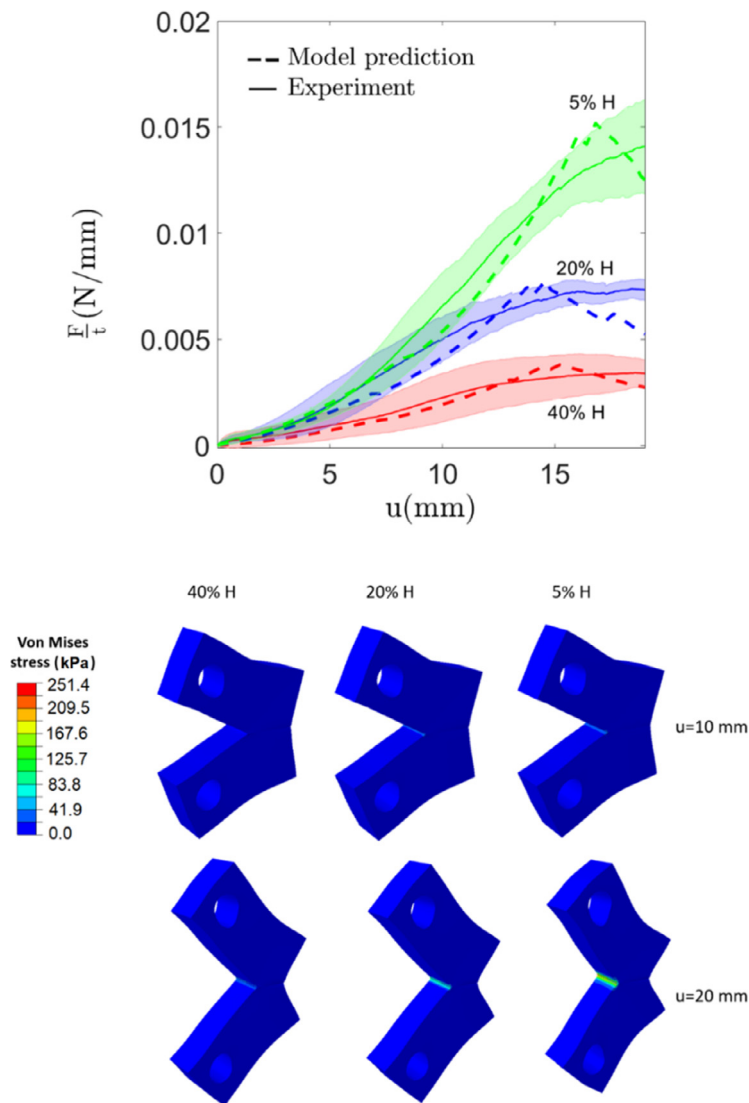 0.02
Model prediction
Experiment
5% H
0.015
0.01
F/t (N/mm)
20% H
0.005
40% H
0
0 5 10 15
u(mm)
40% H 20% H 5% H
Von Mises
stress (kPa)
251.4
209.5
167.6
125.7
83.8
41.9
0.0
u=10 mm
u=20 mm